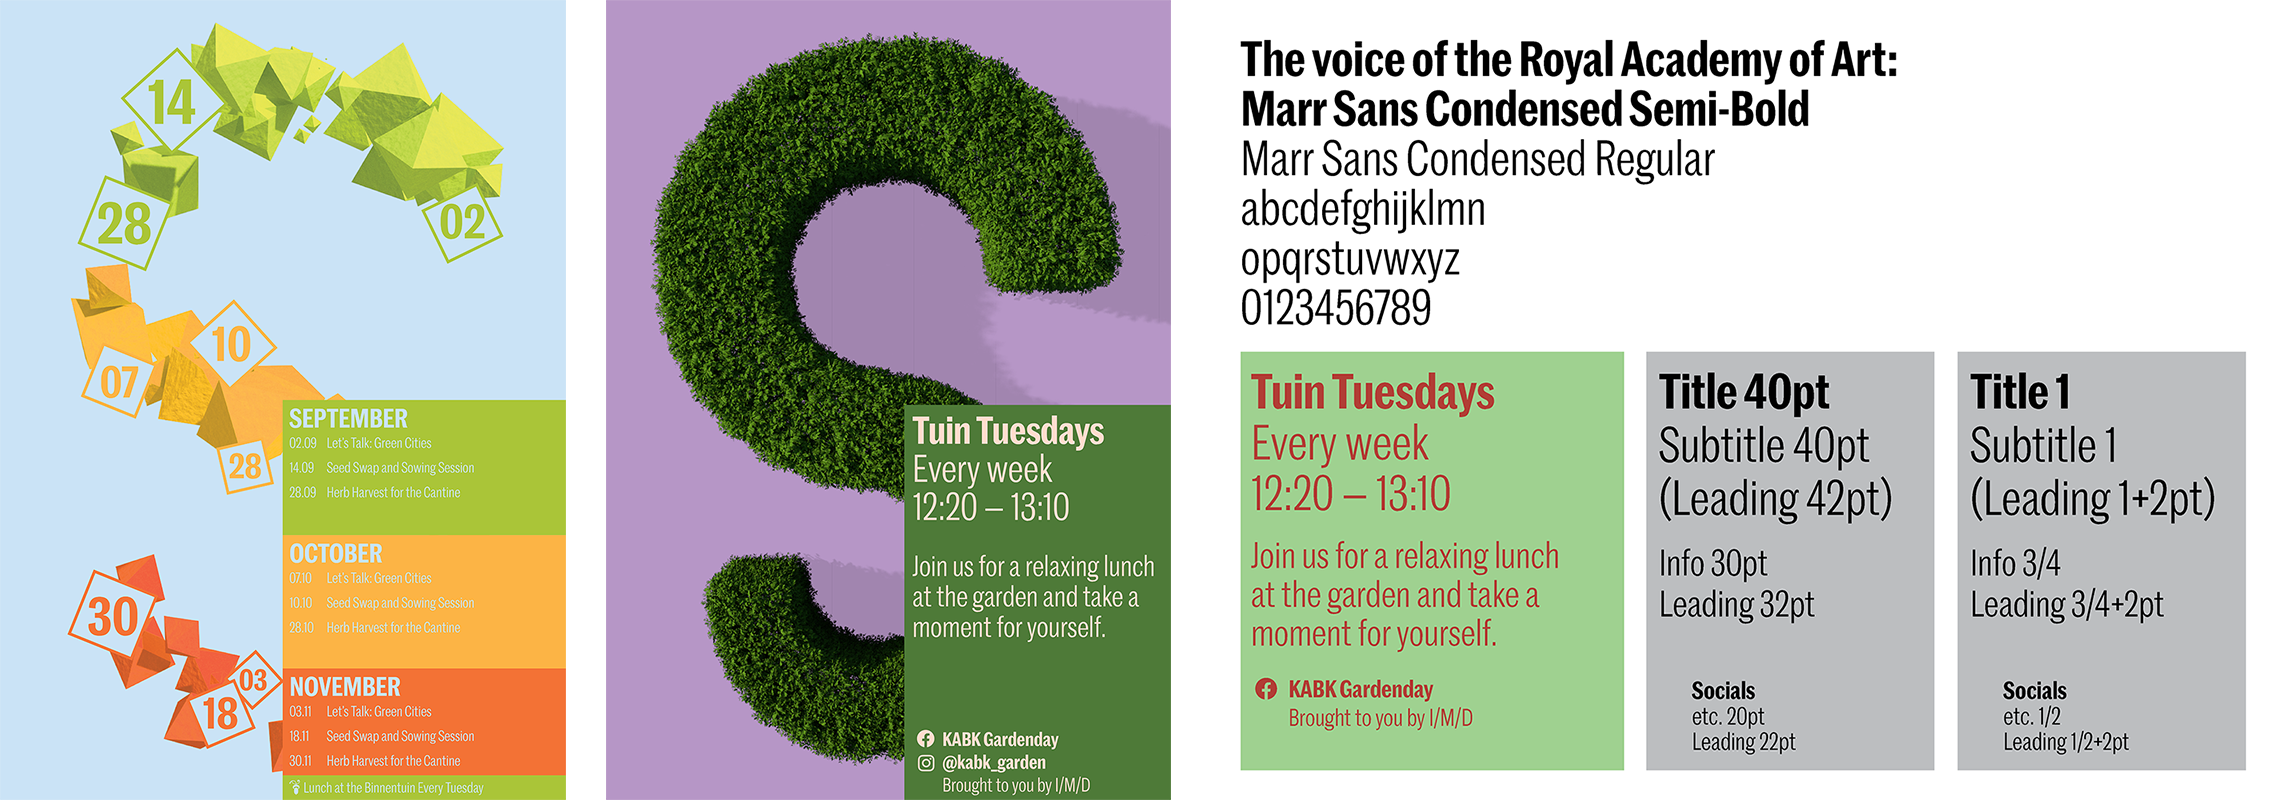 14
28
02
10
07
28
30
03
18
SEPTEMBER
02.09 Let's Talk: Green Cities
14.09 Seed Swap and Sowing Session
28.09 Herb Harvest for the Cantine
OCTOBER
07.10 Let's Talk: Green Cities
10.10 Seed Swap and Sowing Session
28.10 Herb Harvest for the Cantine
NOVEMBER
03.11 Let's Talk: Green Cities
18.11 Seed Swap and Sowing Session
30.11 Herb Harvest for the Cantine
Lunch at the Binnentuin Every Tuesday
Tuin Tuesdays
Every week
12:20 – 13:10
Join us for a relaxing lunch
at the garden and take a
moment for yourself.
KABK Gardenday
@kabk_garden
Brought to you by I/M/D
The voice of the Royal Academy of Art:
Marr Sans Condensed Semi-Bold
Marr Sans Condensed Regular
abcdefghijklmn
opqrstuvwxyz
0123456789
Tuin Tuesdays
Every week
12:20 – 13:10
Join us for a relaxing lunch
at the garden and take a
moment for yourself.
KABK Gardenday
Brought to you by I/M/D
Title 40pt
Subtitle 40pt
(Leading 42pt)
Info 30pt
Leading 32pt
Socials
etc. 20pt
Leading 22pt
Title 1
Subtitle 1
(Leading 1+2pt)
Info 3/4
Leading 3/4+2pt
Socials
etc. 1/2
Leading 1/2+2pt